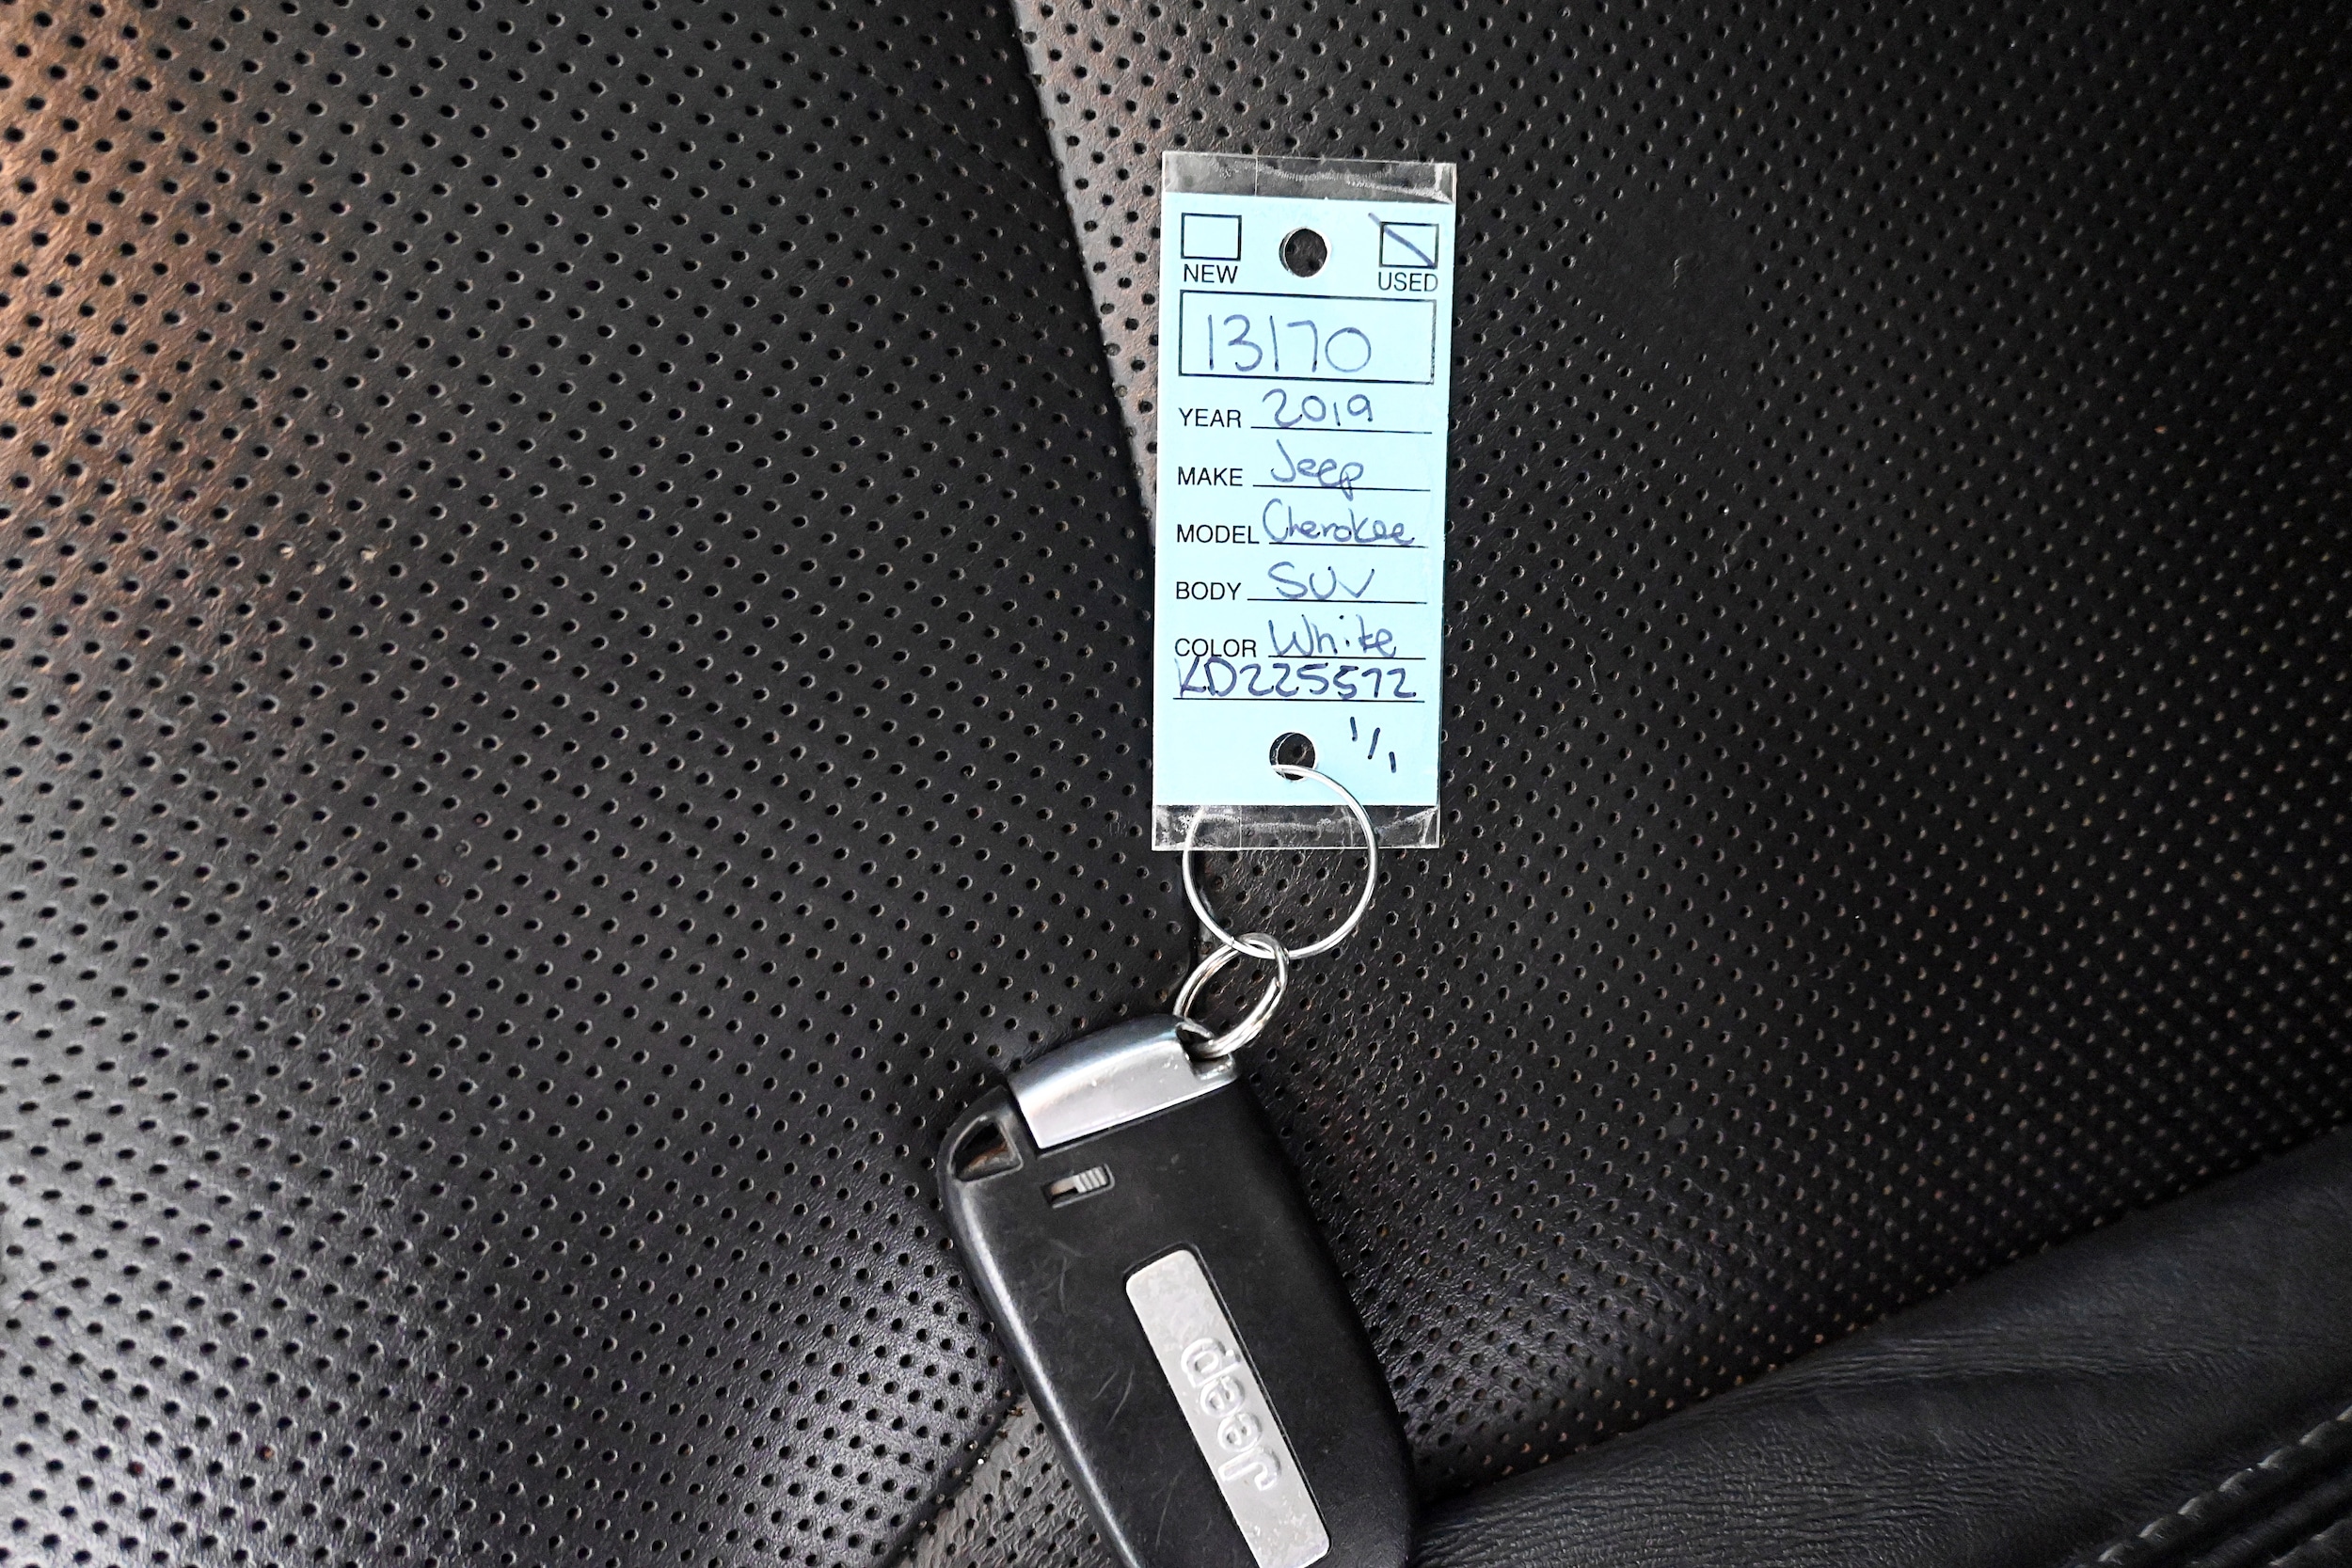 NEW USED
13170
YEAR 2019
MAKE Jeep
MODEL Cherokee
BODY SUV
COLOR White
KD225572
1/1
Jeep